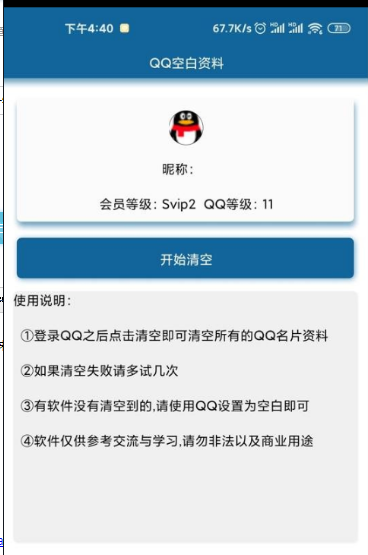 下午4:40
67.7K/s HD HD 23
QQ空白资料
昵称:
会员等级: Svip2 QQ等级: 11
开始清空
使用说明:
①登录QQ之后点击清空即可清空所有的QQ名片资料
②如果清空失败请多试几次
③有软件没有清空到的,请使用QQ设置为空白即可
④软件仅供参考交流与学习,请勿非法以及商业用途